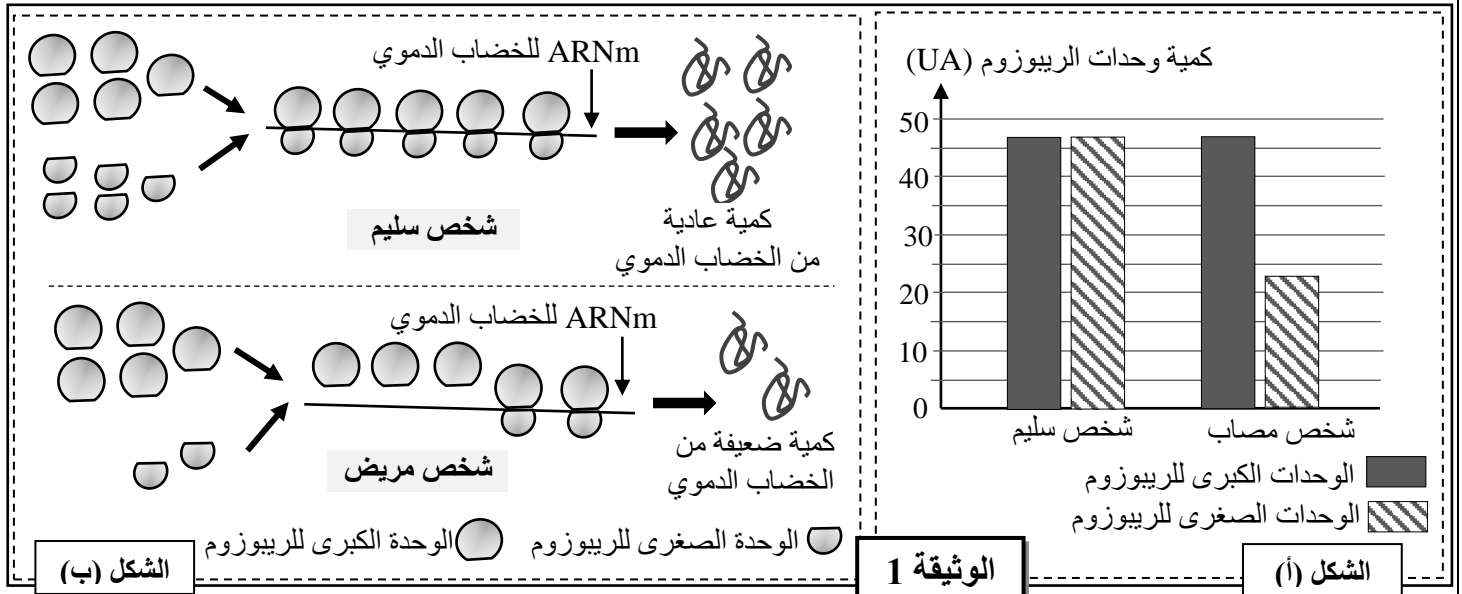 كمية وحدات الريبوزوم (UA)
50
40
30
20
10
0
شخص سليم
شخص مصاب
الوحدات الكبرى للريبوزوم
الوحدات الصغرى للريبوزوم
الشكل (أ)
ARNm للخضاب الدموي
شخص سليم
كمية عادية
من الخضاب الدموي
ARNm للخضاب الدموي
شخص مريض
كمية ضعيفة من
الخضاب الدموي
الوحدة الصغرى للريبوزوم
الوحدة الكبرى للريبوزوم
الشكل (ب)
الوثيقة 1